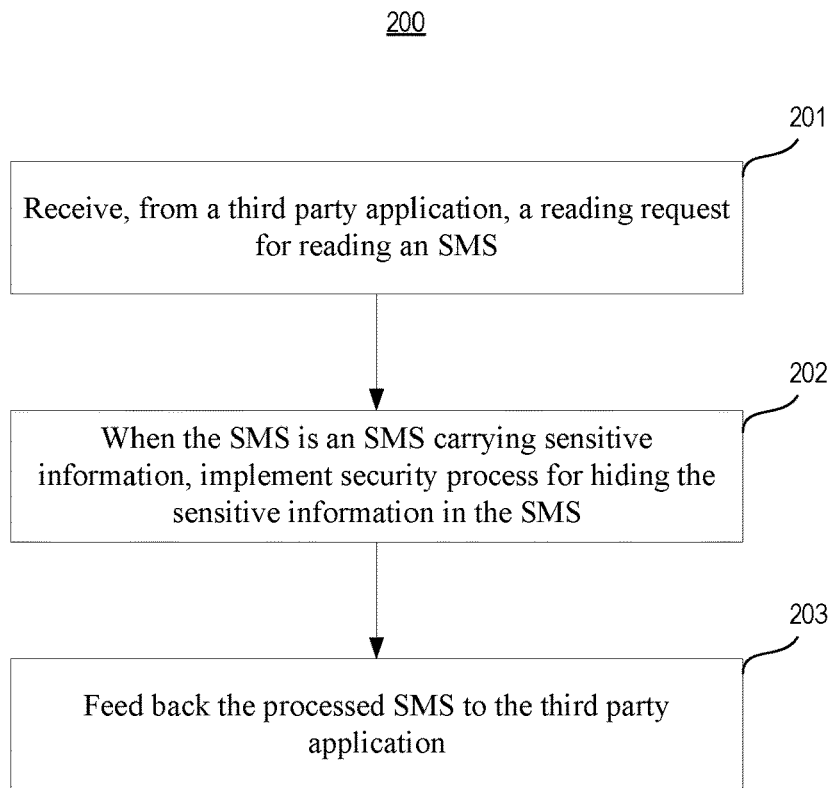 200
201
Receive, from a third party application, a reading request
for reading an SMS
202
When the SMS is an SMS carrying sensitive
information, implement security process for hiding the
sensitive information in the SMS
203
Feed back the processed SMS to the third party
application